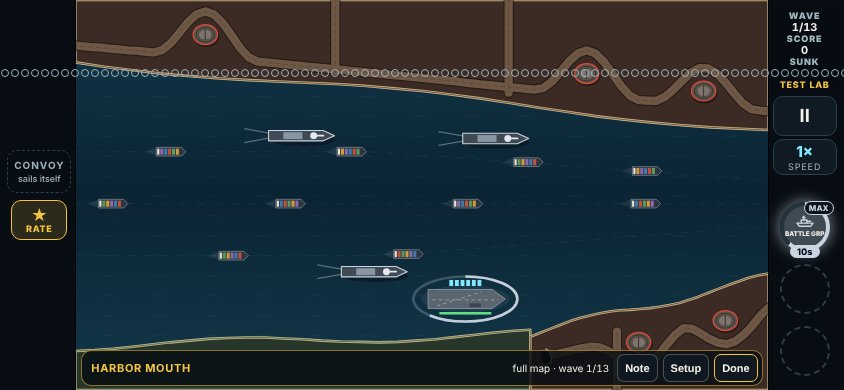 WAVE
1/13
SCORE
0
SUNK
TEST LAB
II
1×
SPEED
CONVOY
sails itself
★
RATE
MAX
BATTLE GRP
10s
HARBOR MOUTH
full map · wave 1/13
Note
Setup
Done